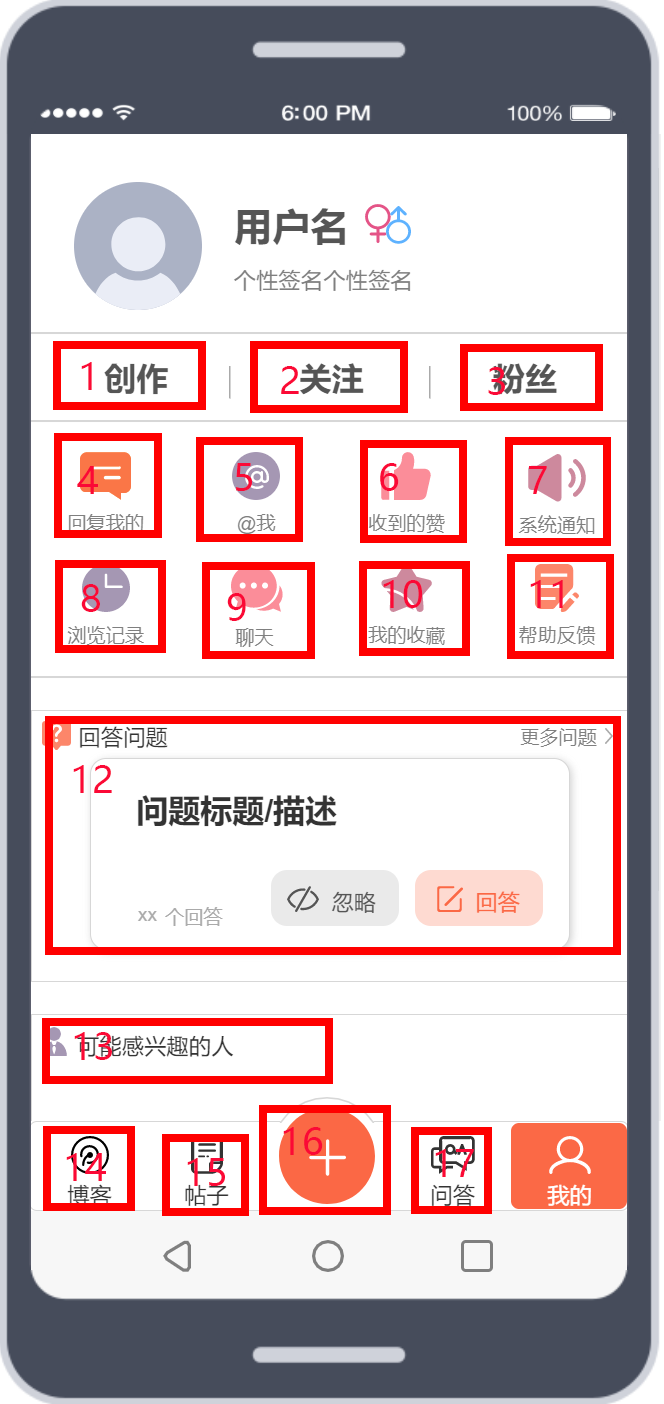 6:00 PM 100%
用户名
个性签名个性签名
1 创作 2 关注 3 粉丝
4 5 @ 6 7
回复我的 @我 收到的赞 系统通知
8 9 10 11
浏览记录 聊天 我的收藏 帮助反馈
? 回答问题 更多问题
12
问题标题/描述
xx 个回答 忽略 回答
13 可能感兴趣的人
14 15 16 17 QA
博客 帖子 问答 我的